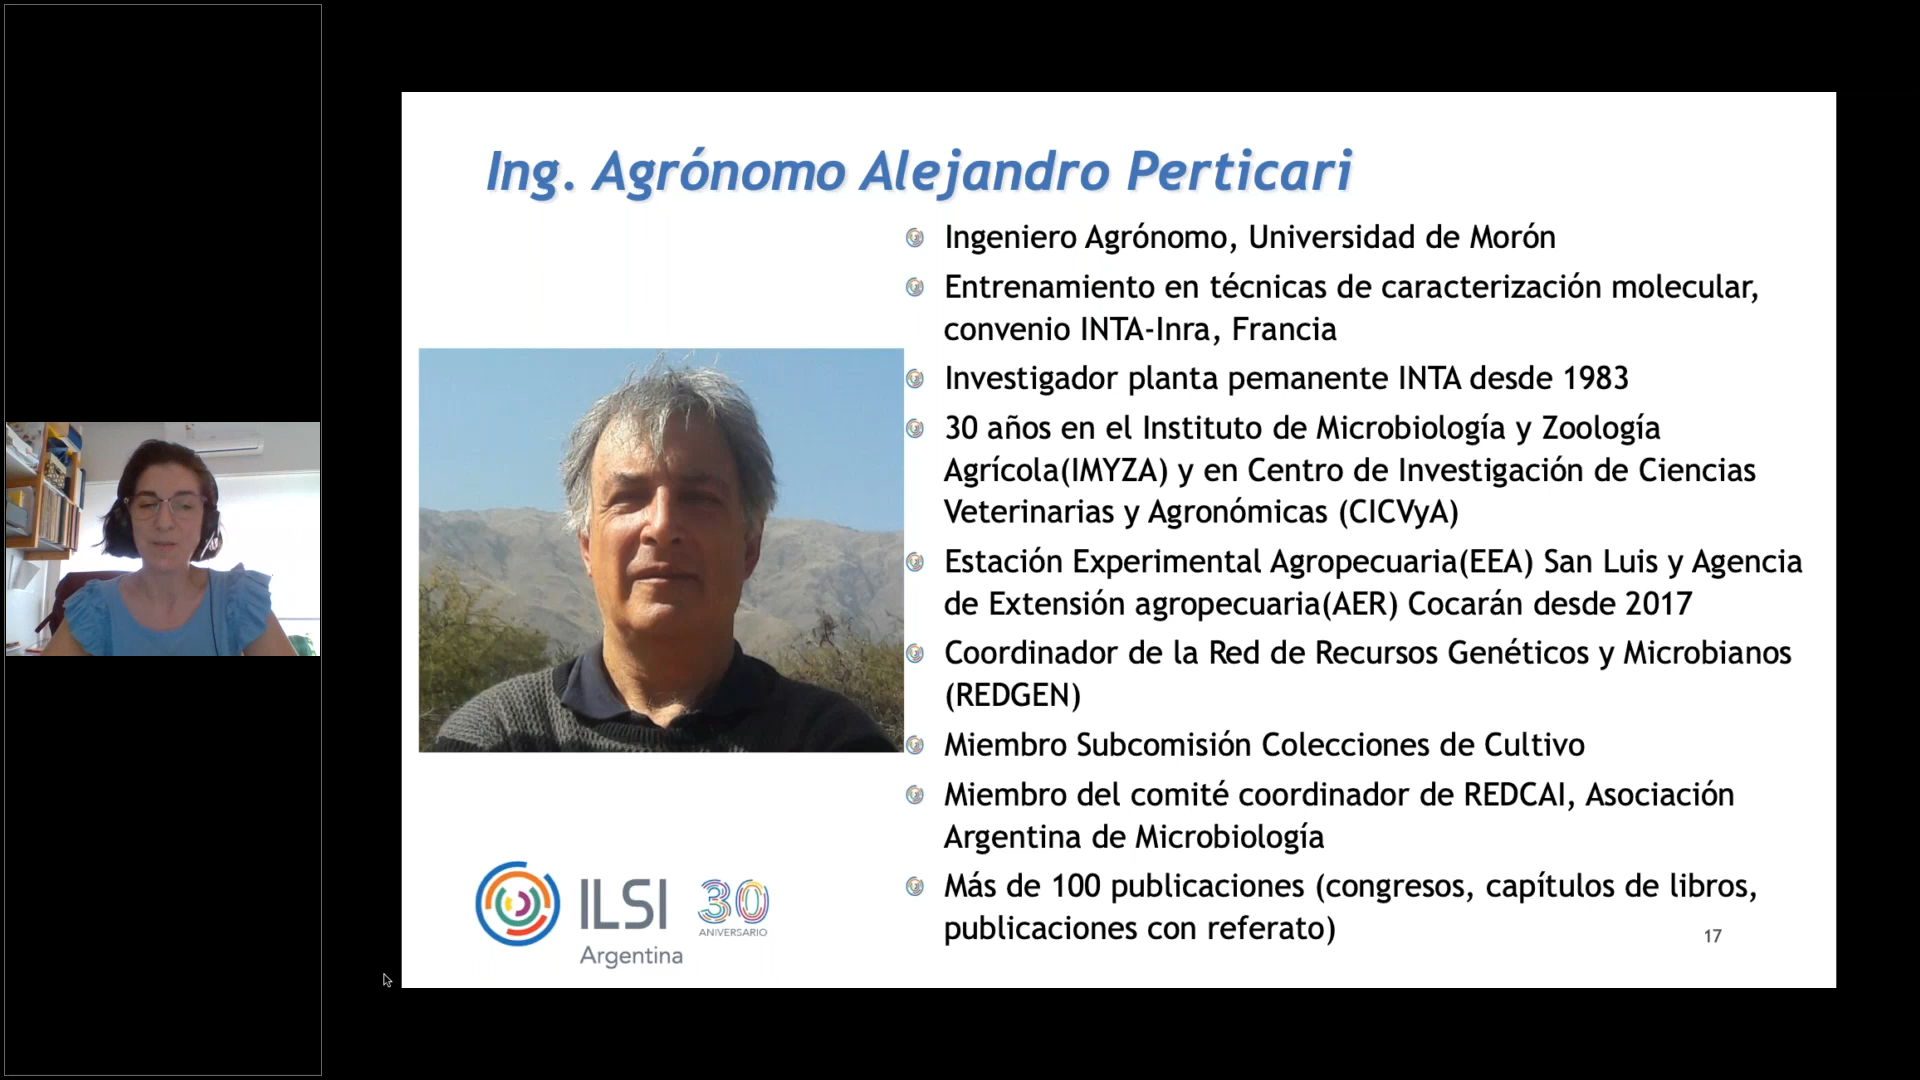 Ing. Agrónomo Alejandro Perticari
Ingeniero Agrónomo, Universidad de Morón
Entrenamiento en técnicas de caracterización molecular,
convenio INTA-Inra, Francia
Investigador planta pemanente INTA desde 1983
30 años en el Instituto de Microbiología y Zoología
Agrícola(IMYZA) y en Centro de Investigación de Ciencias
Veterinarias y Agronómicas (CICVyA)
Estación Experimental Agropecuaria(EEA) San Luis y Agencia
de Extensión agropecuaria(AER) Cocarán desde 2017
Coordinador de la Red de Recursos Genéticos y Microbianos
(REDGEN)
Miembro Subcomisión Colecciones de Cultivo
Miembro del comité coordinador de REDCAI, Asociación
Argentina de Microbiología
Más de 100 publicaciones (congresos, capítulos de libros,
publicaciones con referato)
ILSI
Argentina
30
ANIVERSARIO
17